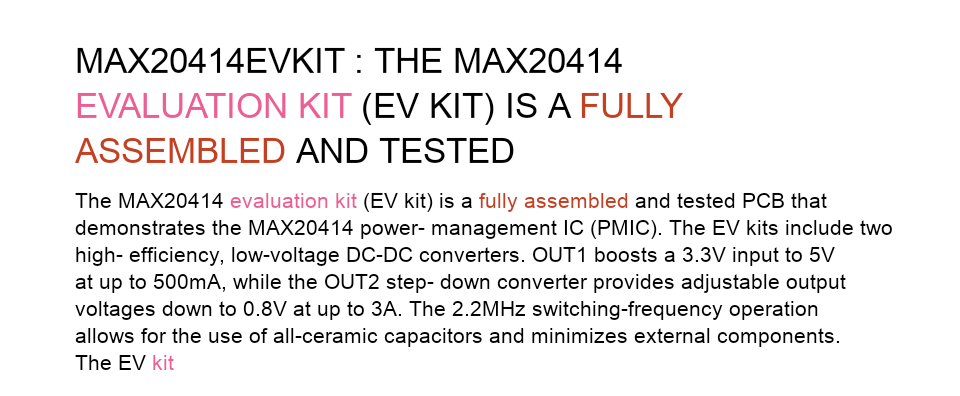 MAX20414EVKIT : THE MAX20414
EVALUATION KIT (EV KIT) IS A FULLY
ASSEMBLED AND TESTED
The MAX20414 evaluation kit (EV kit) is a fully assembled and tested PCB that
demonstrates the MAX20414 power- management IC (PMIC). The EV kits include two
high- efficiency, low-voltage DC-DC converters. OUT1 boosts a 3.3V input to 5V
at up to 500mA, while the OUT2 step- down converter provides adjustable output
voltages down to 0.8V at up to 3A. The 2.2MHz switching-frequency operation
allows for the use of all-ceramic capacitors and minimizes external components.
The EV kit